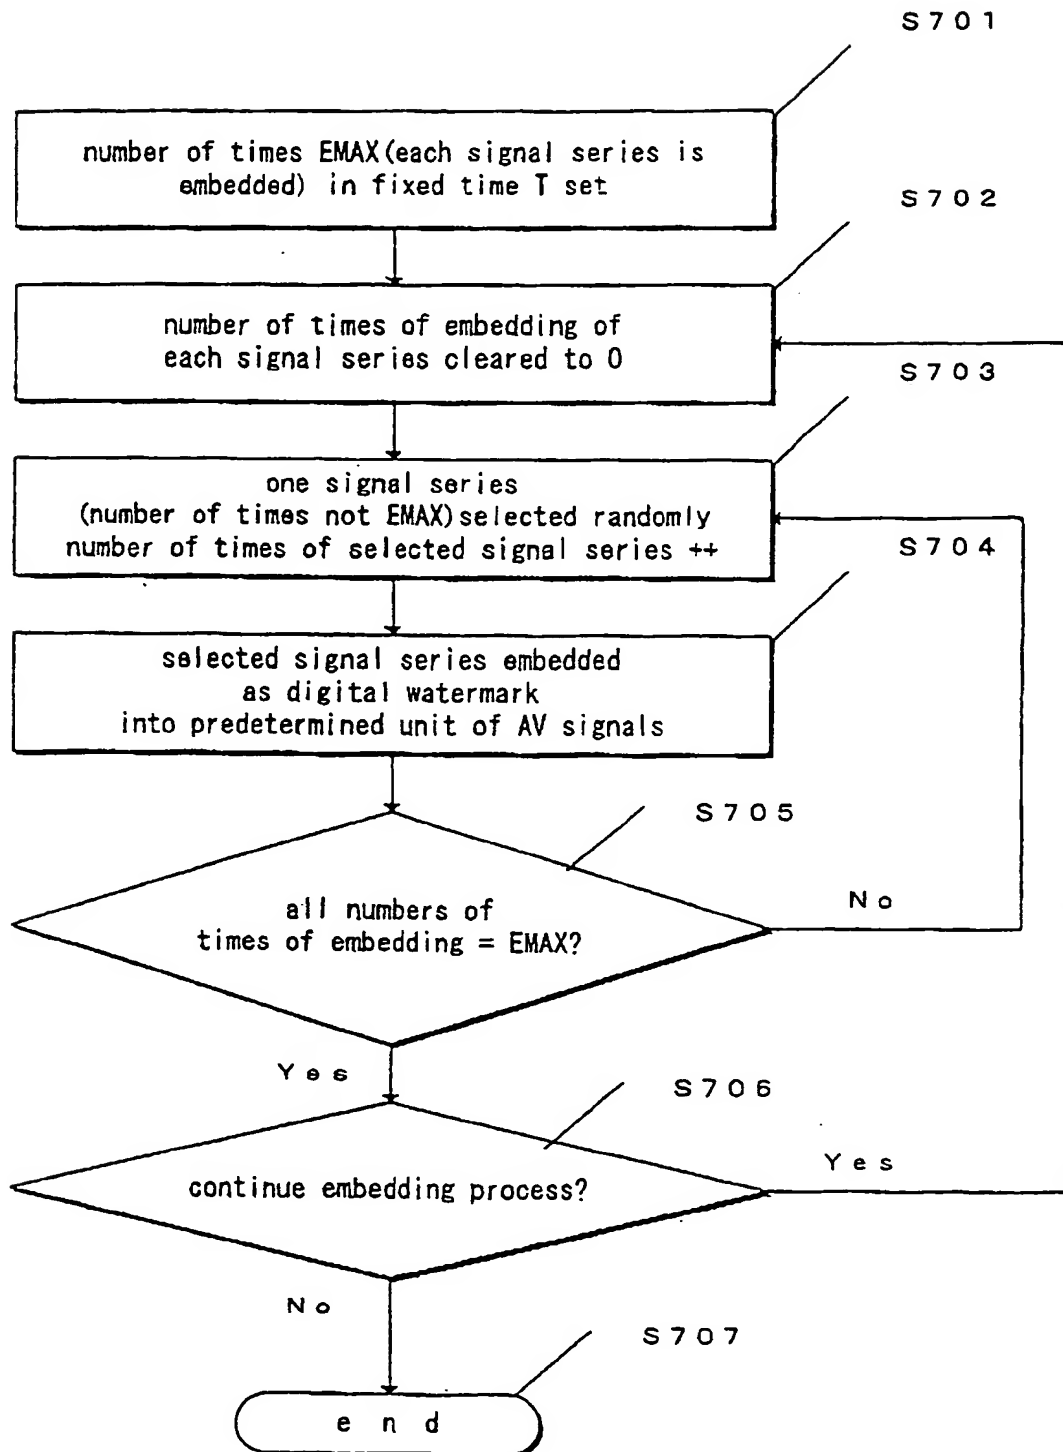 S701
number of times EMAX(each signal series is
embedded) in fixed time T set
S702
number of times of embedding of
each signal series cleared to 0
S703
one signal series
(number of times not EMAX)selected randomly
number of times of selected signal series ++
S704
selected signal series embedded
as digital watermark
into predetermined unit of AV signals
S705
all numbers of
times of embedding = EMAX?
No
Yes
S706
continue embedding process?
Yes
No
S707
end